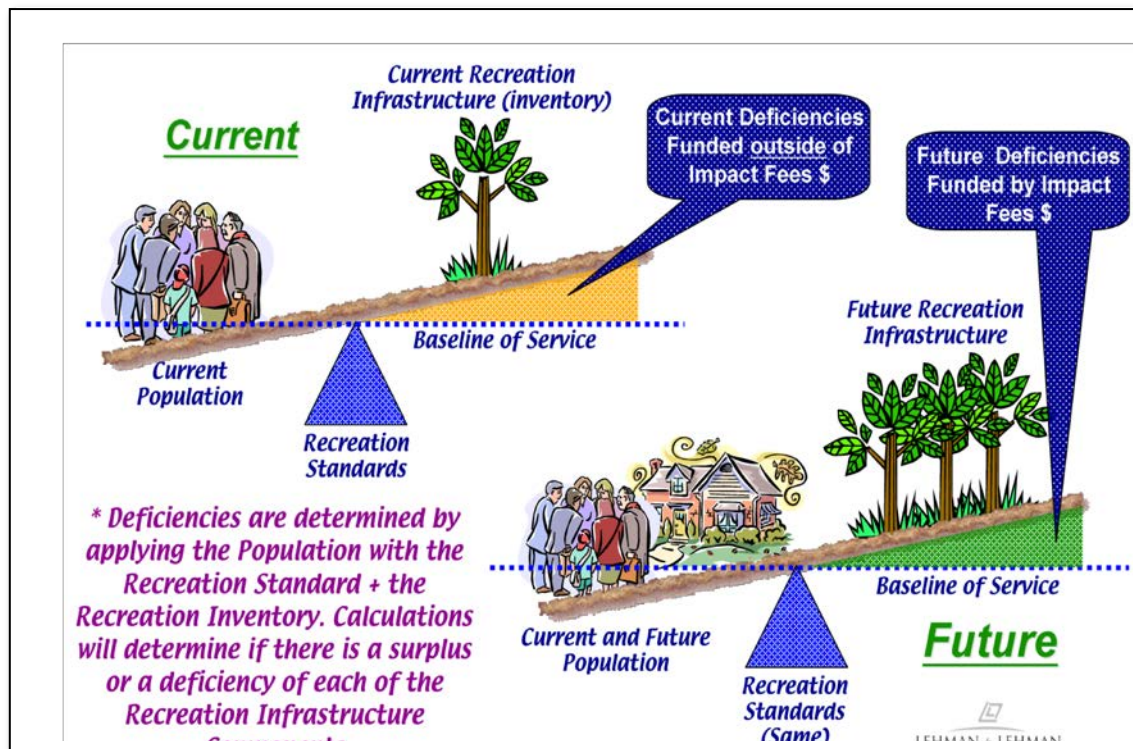 Current
Current Recreation
Infrastructure (inventory)
Current Deficiencies
Funded outside of
Impact Fees $
Future Deficiencies
Funded by Impact
Fees $
Baseline of Service
Current
Population
Recreation
Standards
Future Recreation
Infrastructure
* Deficiencies are determined by
applying the Population with the
Recreation Standard + the
Recreation Inventory. Calculations
will determine if there is a surplus
or a deficiency of each of the
Recreation Infrastructure
Baseline of Service
Current and Future
Population
Future
Recreation
Standards
(Same)
LEHMAN & LEHMAN